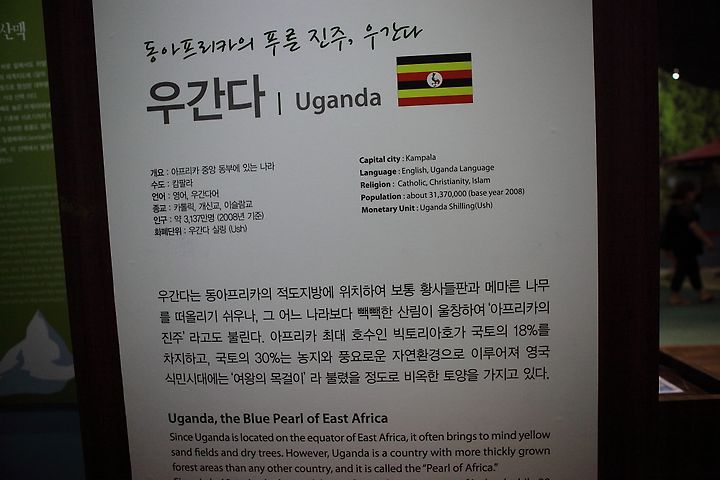 산맥
동아프리카의 푸른 진주, 우간다
우간다 | Uganda
개요 : 아프리카 중앙 동부에 있는 나라
수도 : 캄팔라
언어 : 영어, 우간다어
종교 : 카톨릭, 개신교, 이슬람교
인구 : 약 3,137만명 (2008년 기준)
화폐단위 : 우간다 실링 (Ush)
Capital city : Kampala
Language : English, Uganda Language
Religion : Catholic, Christianity, Islam
Population : about 31,370,000 (base year 2008)
Monetary Unit : Uganda Shilling(Ush)
우간다는 동아프리카의 적도지방에 위치하여 보통 황사들판과 메마른 나무
를 떠올리기 쉬우나, 그 어느 나라보다 빽빽한 산림이 울창하여 '아프리카의
진주' 라고도 불린다. 아프리카 최대 호수인 빅토리아호가 국토의 18%를
차지하고, 국토의 30%는 농지와 풍요로운 자연환경으로 이루어져 영국
식민시대에는 '여왕의 목걸이' 라 불렸을 정도로 비옥한 토양을 가지고 있다.
Uganda, the Blue Pearl of East Africa
Since Uganda is located on the equator of East Africa, it often brings to mind yellow
sand fields and dry trees. However, Uganda is a country with more thickly grown
forest areas than any other country, and it is called the “Pearl of Africa.”